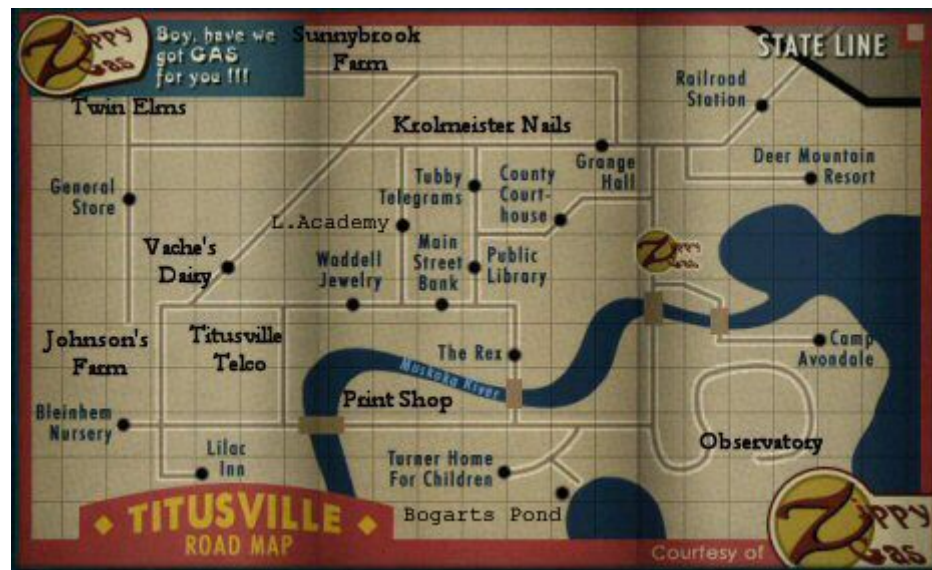 Zippy
Gas
Boy, have we
got GAS
for you !!!
Sunnybrook
Farm
STATE LINE
Twin Elms
Railroad
Station
Krolmeister Nails
Grange
Hall
Deer Mountain
Resort
General
Store
Tubby
Telegrams
County
Court-
house
L.Academy
Vache's
Dairy
Waddell
Jewelry
Main
Street
Bank
Public
Library
Zippy
Gas
Johnson's
Farm
Titusville
Telco
The Rex
Camp
Avondale
Muskoka River
Print Shop
Bleinhem
Nursery
Lilac
Inn
Turner Home
For Children
Observatory
Bogarts Pond
TITUSVILLE
ROAD MAP
Courtesy of
Zippy
Gas